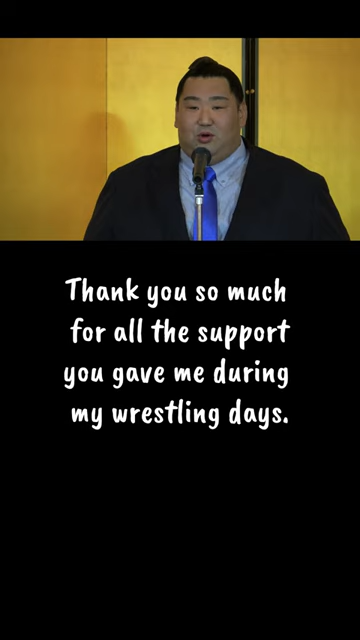 Thank you so much
for all the support
you gave me during
my wrestling days.